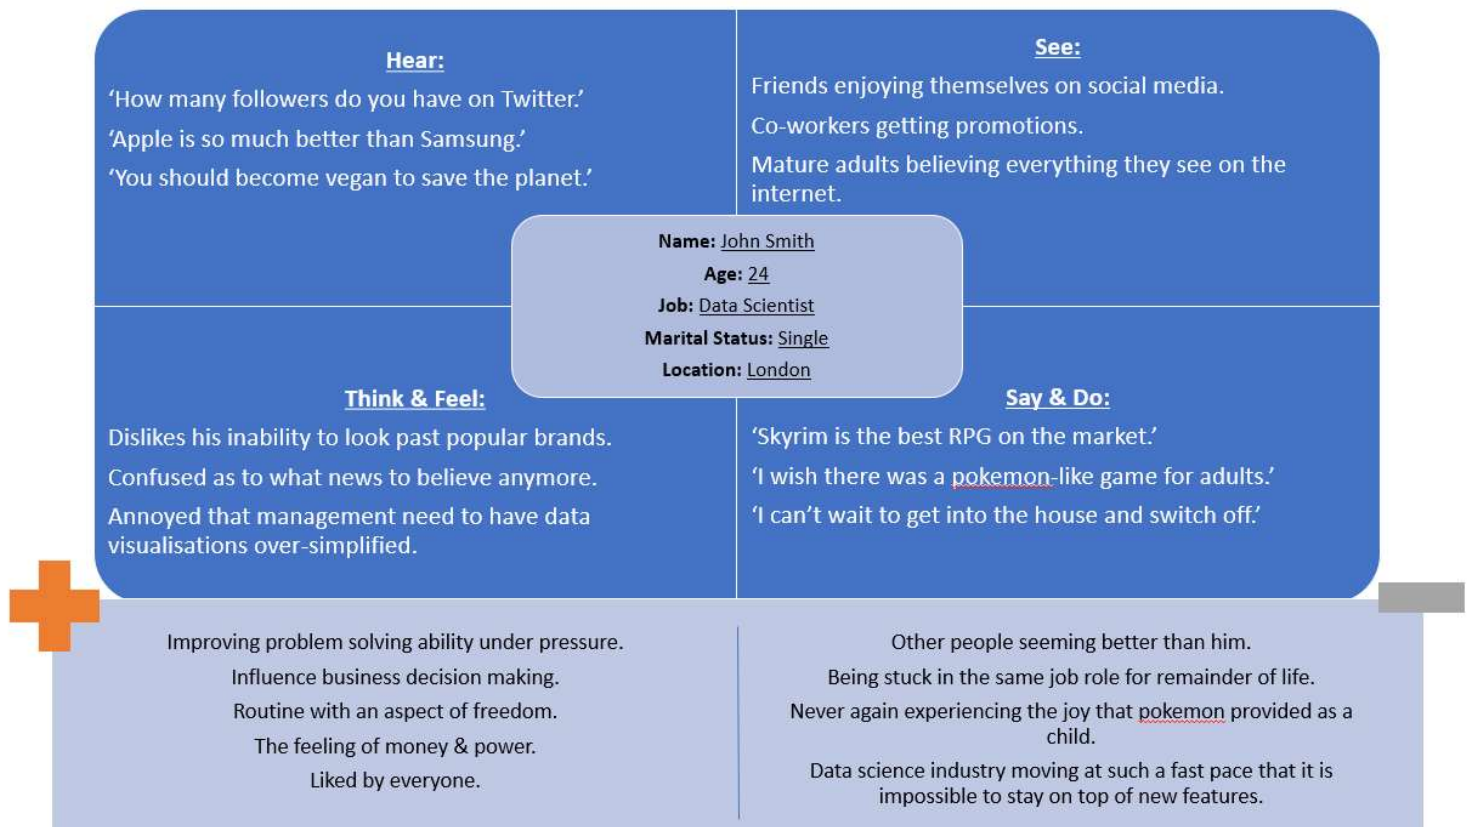 Hear:
‘How many followers do you have on Twitter.’
‘Apple is so much better than Samsung.’
‘You should become vegan to save the planet.’
See:
Friends enjoying themselves on social media.
Co-workers getting promotions.
Mature adults believing everything they see on the
internet.
Name: John Smith
Age: 24
Job: Data Scientist
Marital Status: Single
Location: London
Think & Feel:
Dislikes his inability to look past popular brands.
Confused as to what news to believe anymore.
Annoyed that management need to have data
visualisations over-simplified.
Say & Do:
‘Skyrim is the best RPG on the market.’
‘I wish there was a pokemon-like game for adults.’
‘I can’t wait to get into the house and switch off.’
Improving problem solving ability under pressure.
Influence business decision making.
Routine with an aspect of freedom.
The feeling of money & power.
Liked by everyone.
Other people seeming better than him.
Being stuck in the same job role for remainder of life.
Never again experiencing the joy that pokemon provided as a
child.
Data science industry moving at such a fast pace that it is
impossible to stay on top of new features.